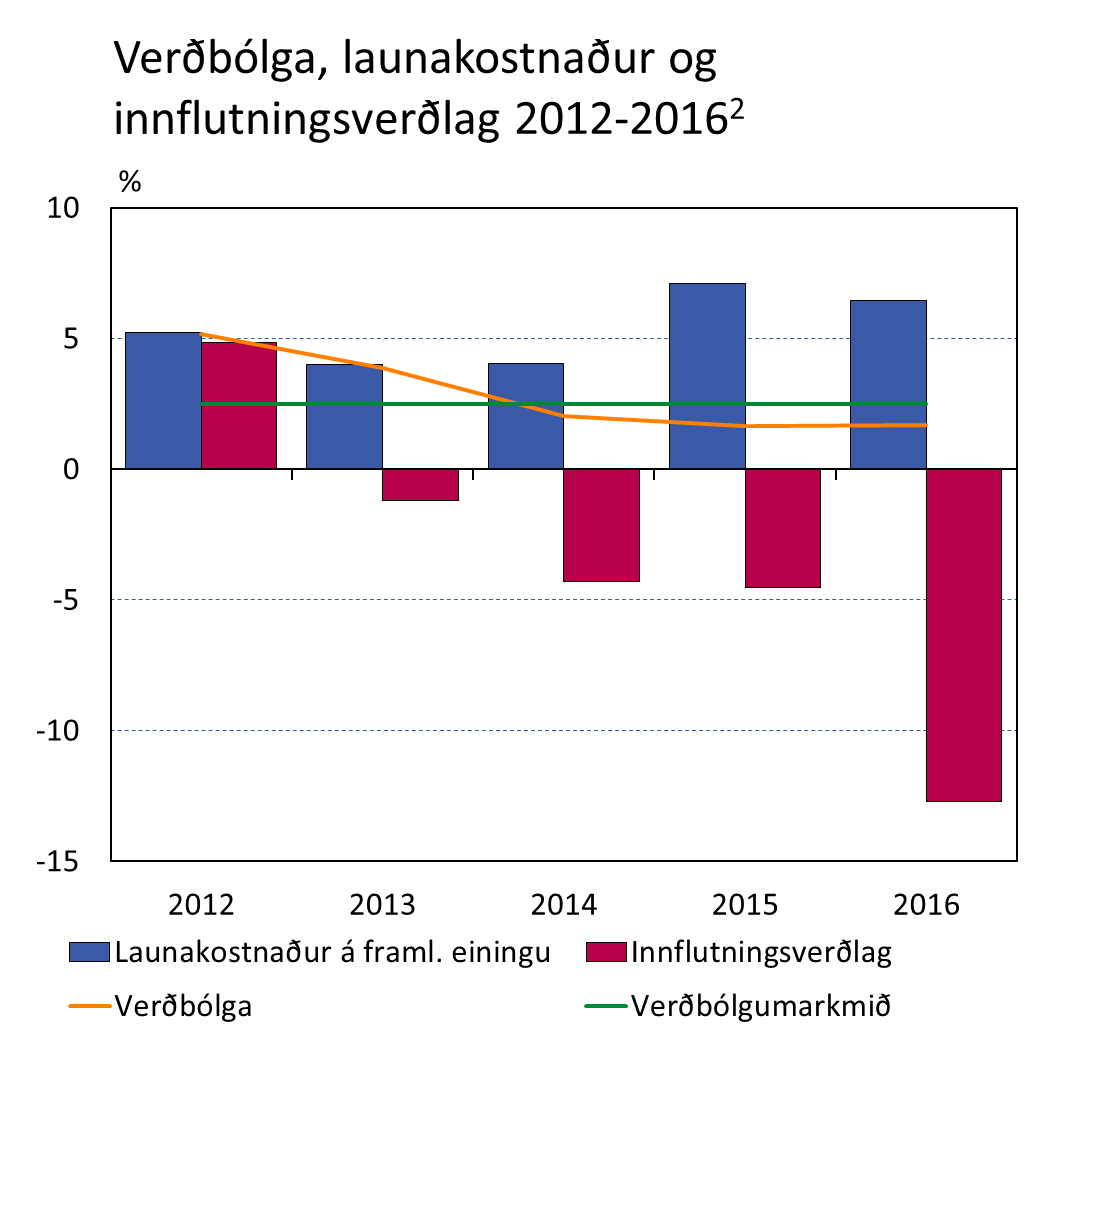 Verðbólga, launakostnaður og
innflutningsverðlag 2012-2016²
%
10
5
0
-5
-10
-15
2012 2013 2014 2015 2016
Launakostnaður á framl. einingu Innflutningsverðlag
Verðbólga Verðbólgumarkmið